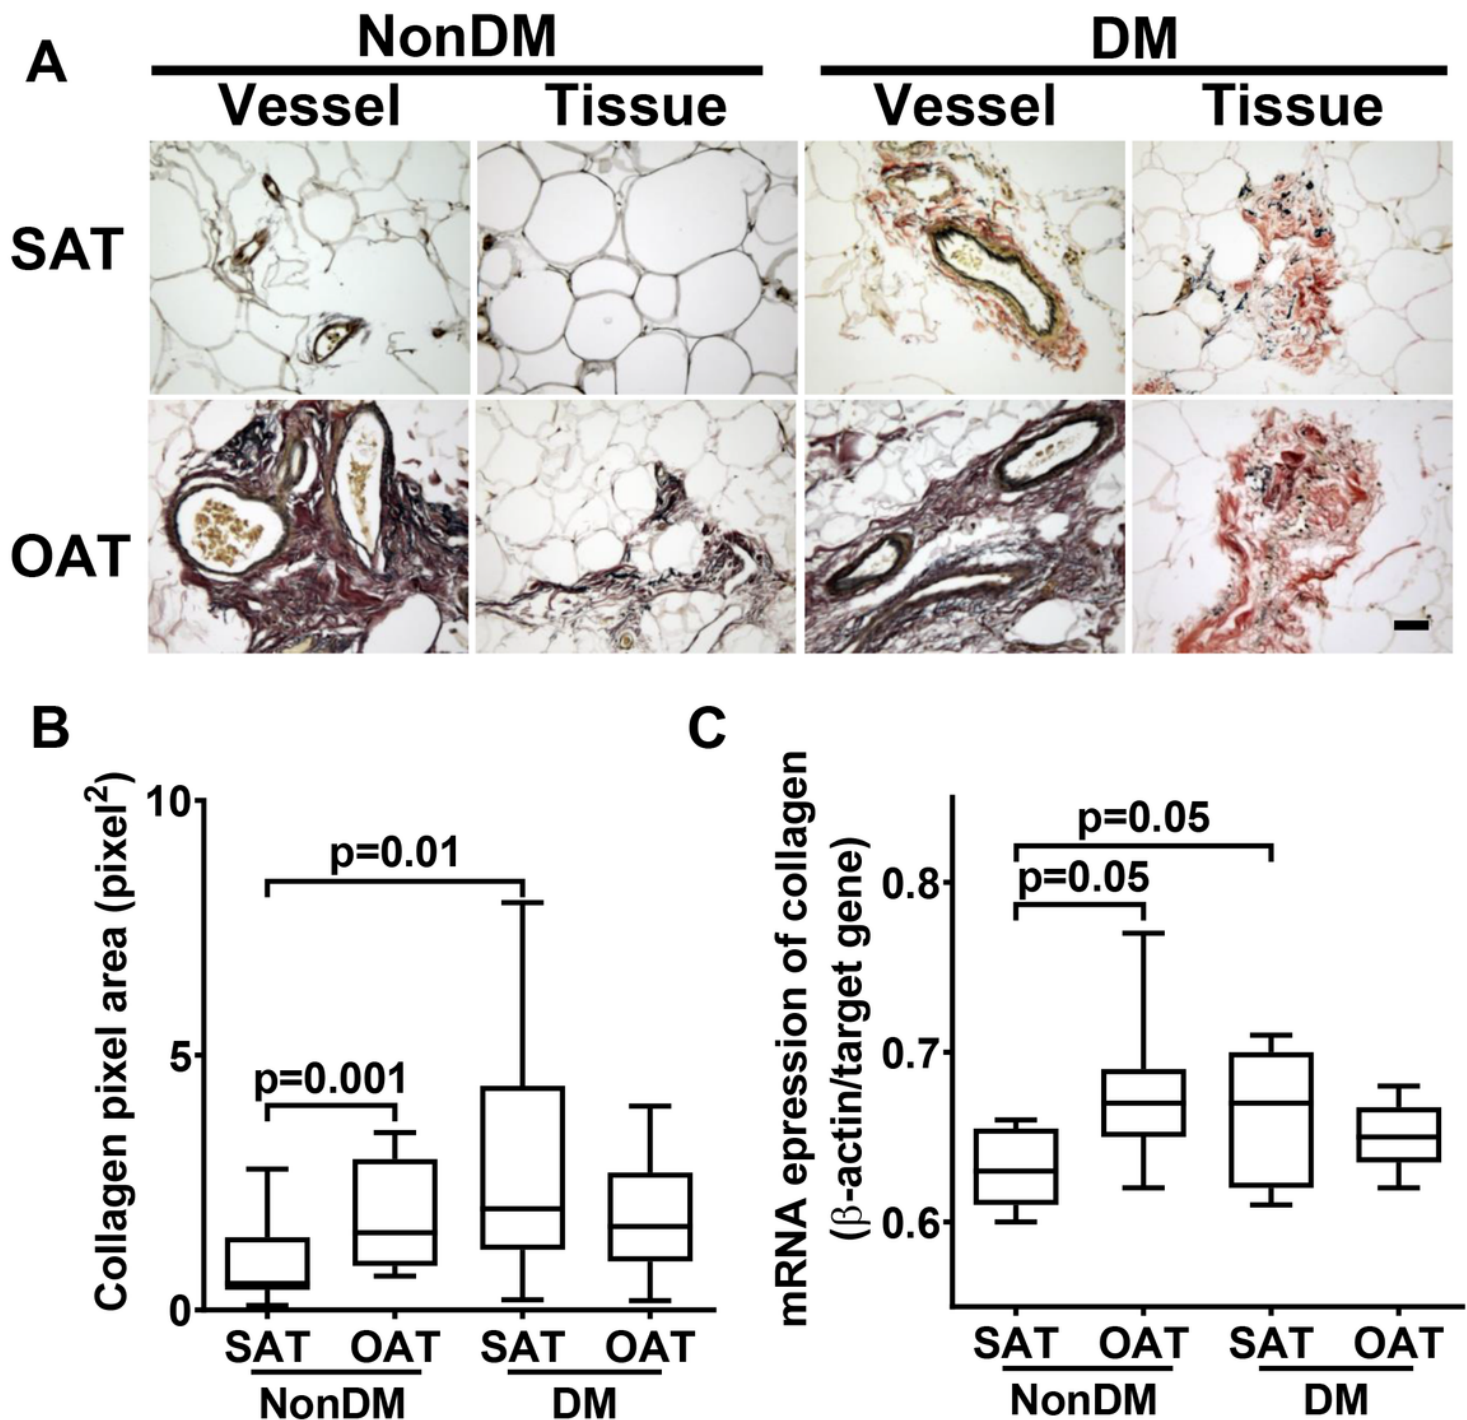 A
NonDM
DM
Vessel
Tissue
Vessel
Tissue
SAT
OAT
B
Collagen pixel area (pixel²)
10
5
0
p=0.01
p=0.001
SAT
OAT
SAT
OAT
NonDM
DM
C
mRNA epression of collagen
(β-actin/target gene)
0.8
0.7
0.6
p=0.05
p=0.05
SAT
OAT
SAT
OAT
NonDM
DM